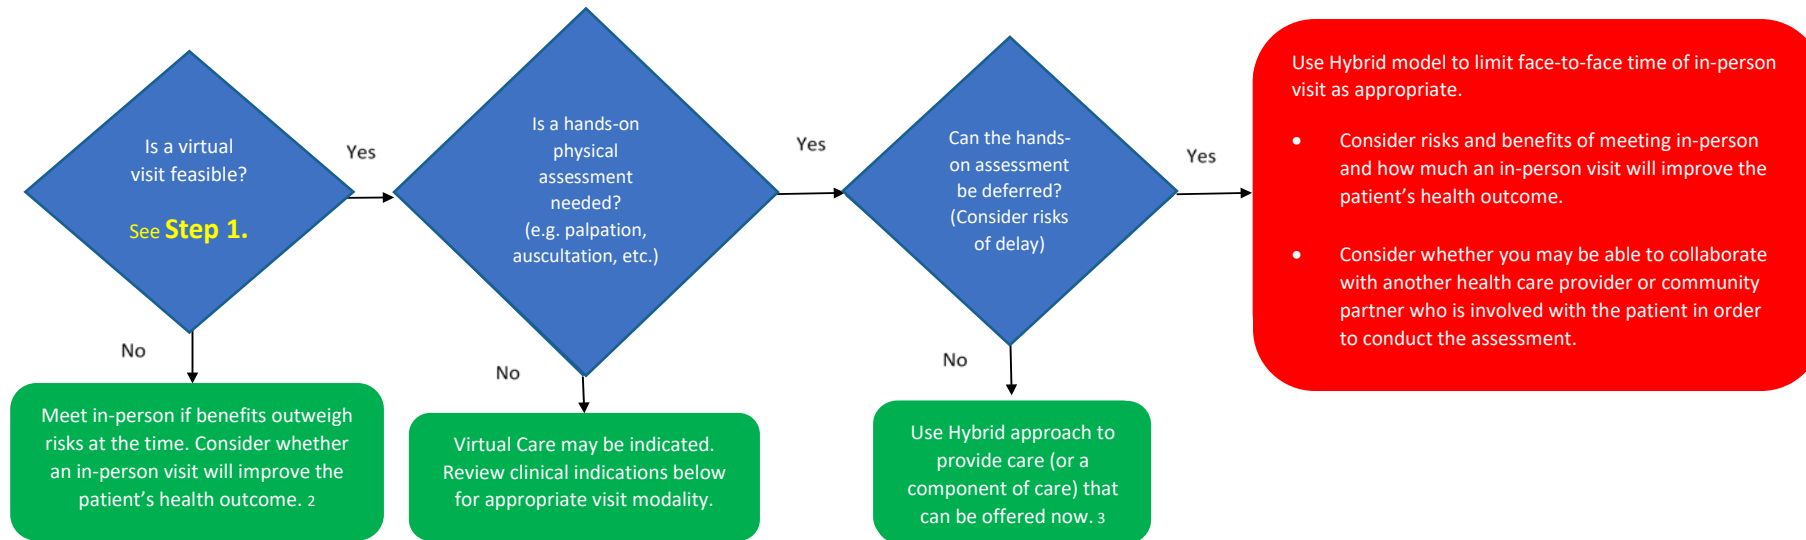 Is a virtual
visit feasible?
See Step 1.
Yes
No
Meet in-person if benefits outweigh
risks at the time. Consider whether
an in-person visit will improve the
patient's health outcome. 2
Is a hands-on
physical
assessment
needed?
(e.g. palpation,
auscultation, etc.)
Yes
No
Virtual Care may be indicated.
Review clinical indications below
for appropriate visit modality.
Can the hands-
on assessment
be deferred?
(Consider risks
of delay)
Yes
No
Use Hybrid approach to
provide care (or a
component of care) that
can be offered now. 3
Use Hybrid model to limit face-to-face time of in-person
visit as appropriate.
• Consider risks and benefits of meeting in-person
and how much an in-person visit will improve the
patient's health outcome.
• Consider whether you may be able to collaborate
with another health care provider or community
partner who is involved with the patient in order
to conduct the assessment.